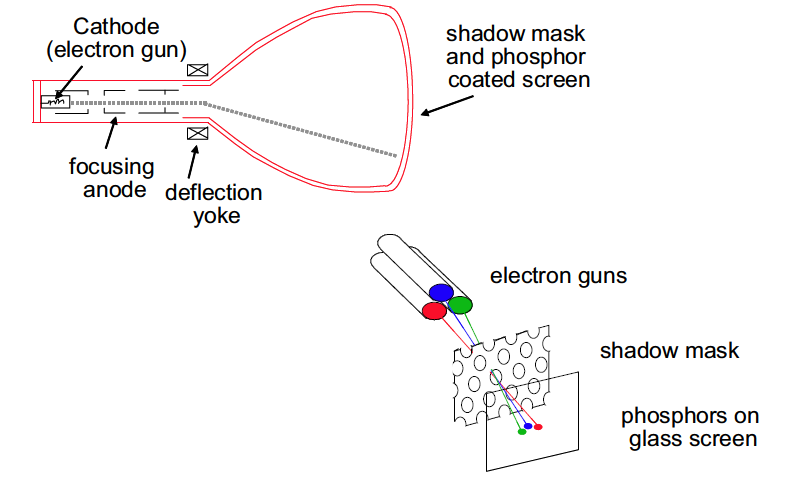 Cathode
(electron gun)
shadow mask
and phosphor
coated screen
focusing
anode
deflection
yoke
electron guns
shadow mask
phosphors on
glass screen